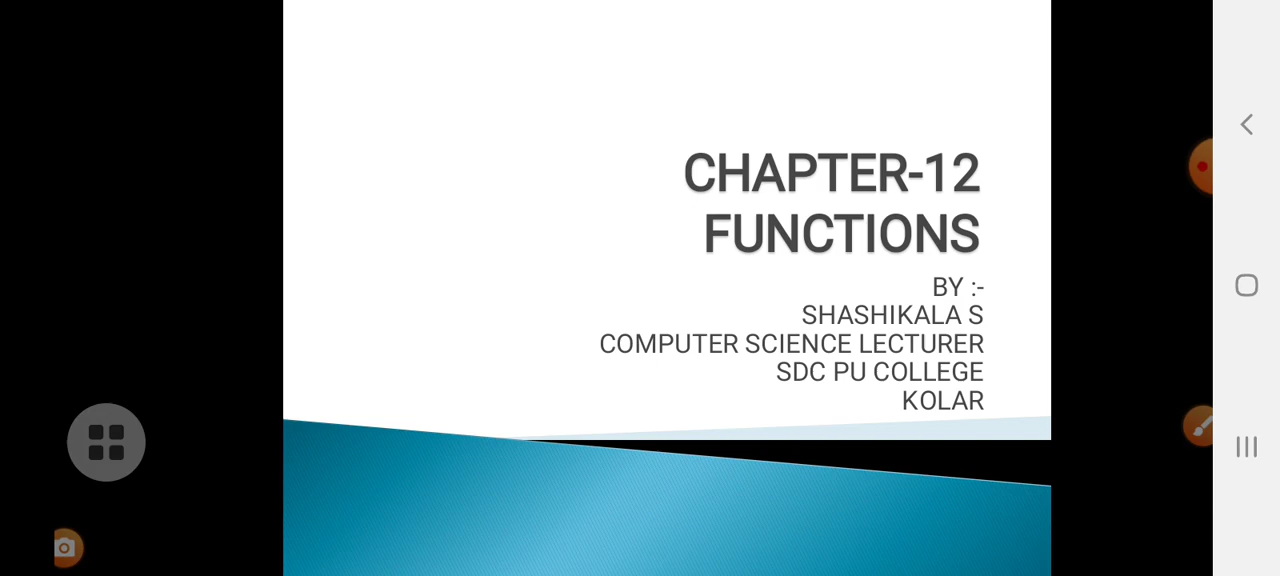 CHAPTER-12
FUNCTIONS
BY :-
SHASHIKALA S
COMPUTER SCIENCE LECTURER
SDC PU COLLEGE
KOLAR